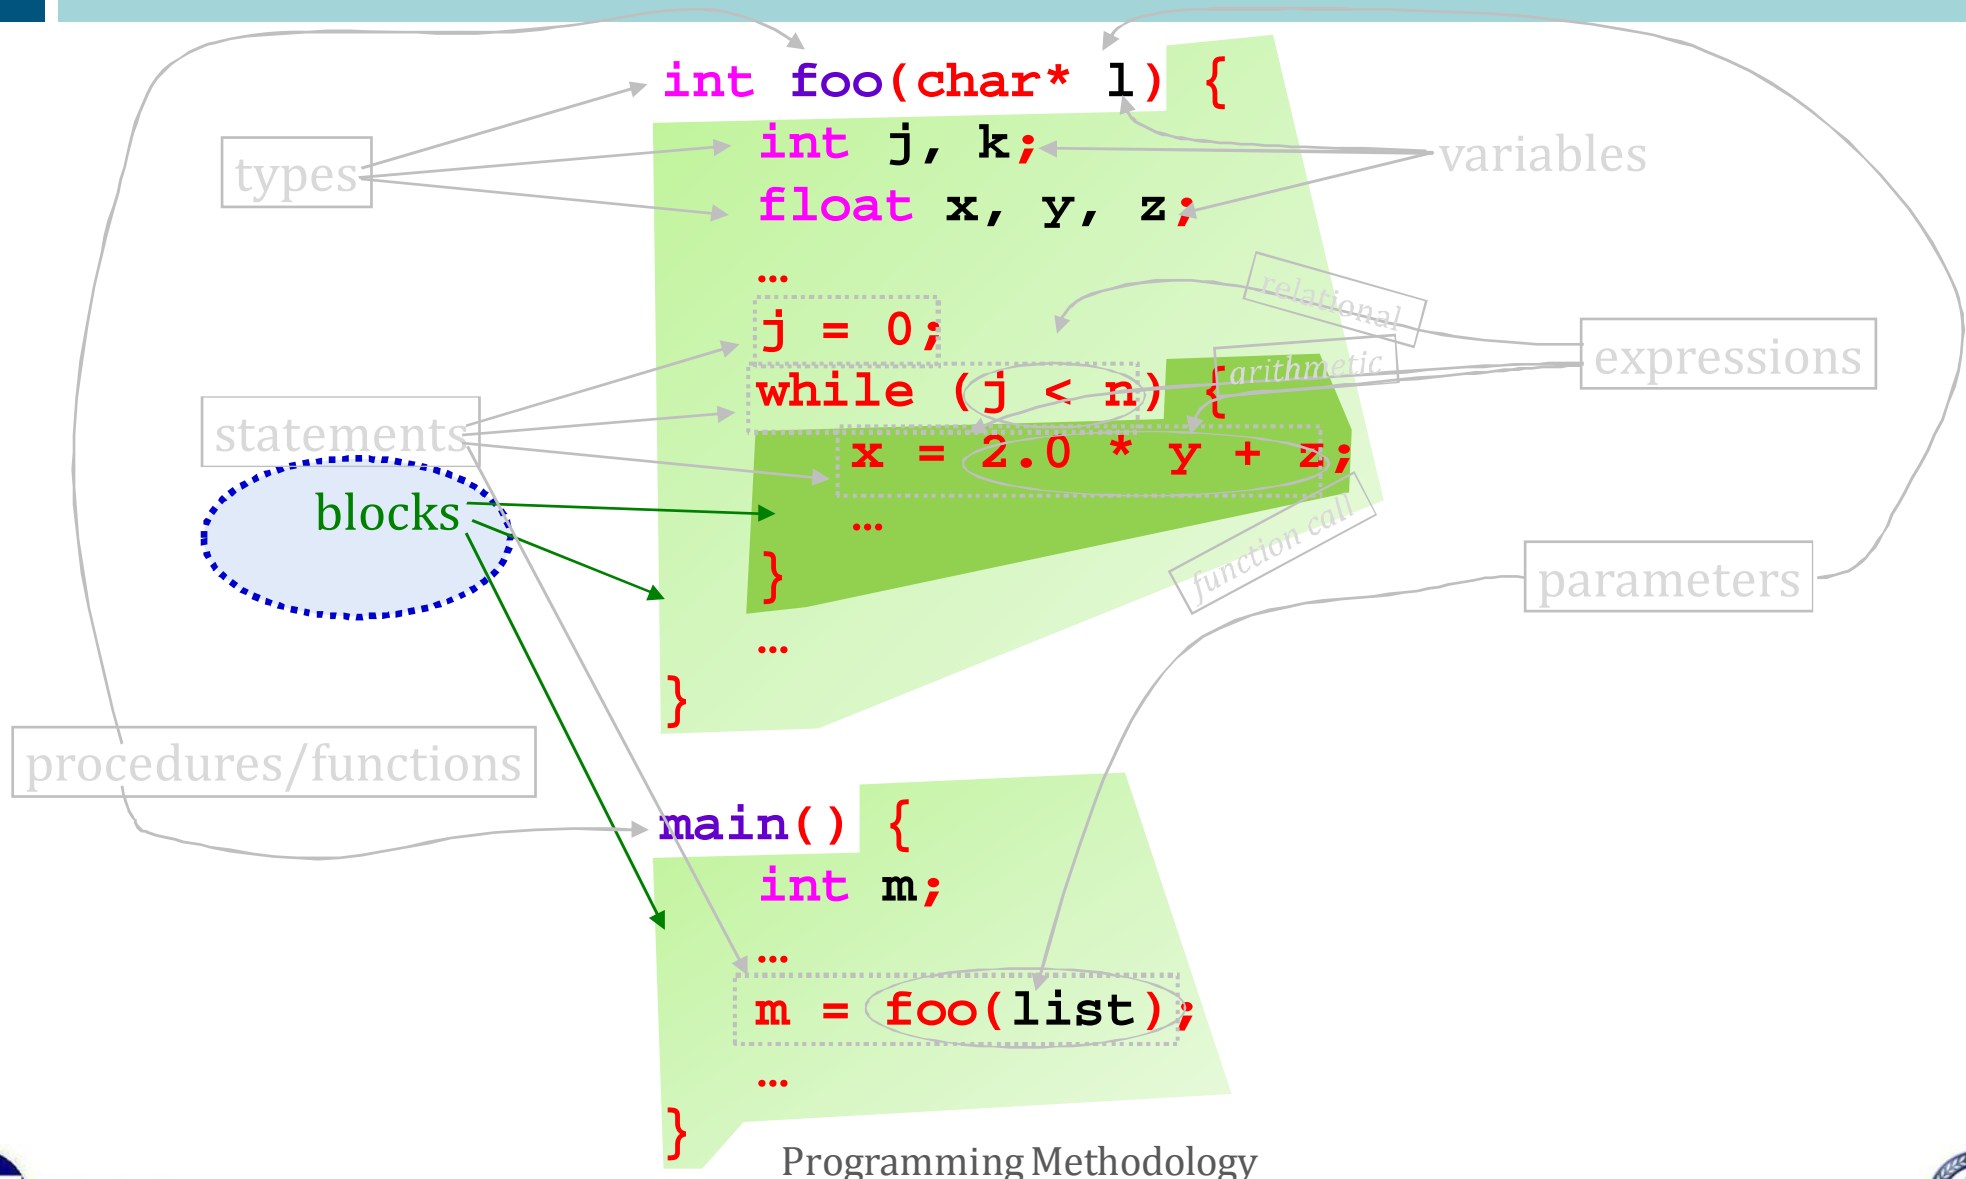 int foo(char* l) {
int j, k;
variables
types
float x, y, z;
…
relational
j = 0;
expressions
arithmetic
while (j < n) {
statements
x = 2.0 * y + z;
blocks
…
function call
}
parameters
…
}
procedures/functions
main() {
int m;
…
m = foo(list);
…
}
Programming Methodology